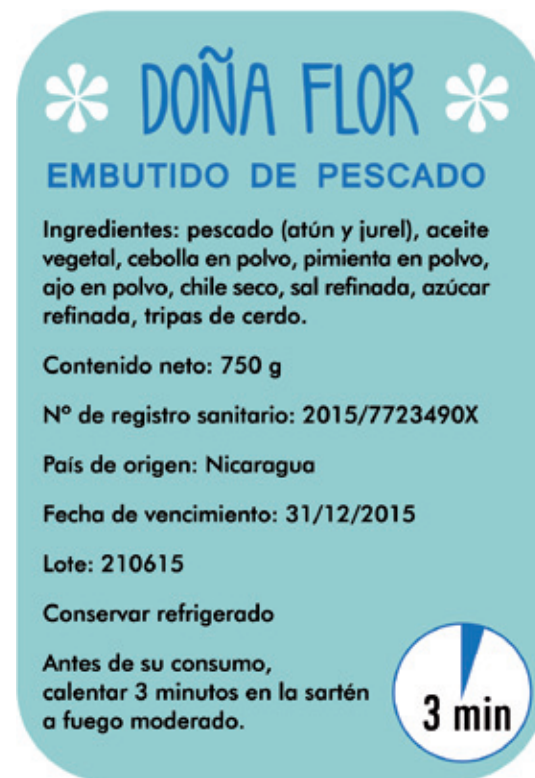 DOÑA FLOR
EMBUTIDO DE PESCADO
Ingredientes: pescado (atún y jurel), aceite
vegetal, cebolla en polvo, pimienta en polvo,
ajo en polvo, chile seco, sal refinada, azúcar
refinada, tripas de cerdo.
Contenido neto: 750 g
Nº de registro sanitario: 2015/7723490X
País de origen: Nicaragua
Fecha de vencimiento: 31/12/2015
Lote: 210615
Conservar refrigerado
Antes de su consumo,
calentar 3 minutos en la sartén
a fuego moderado.
3 min